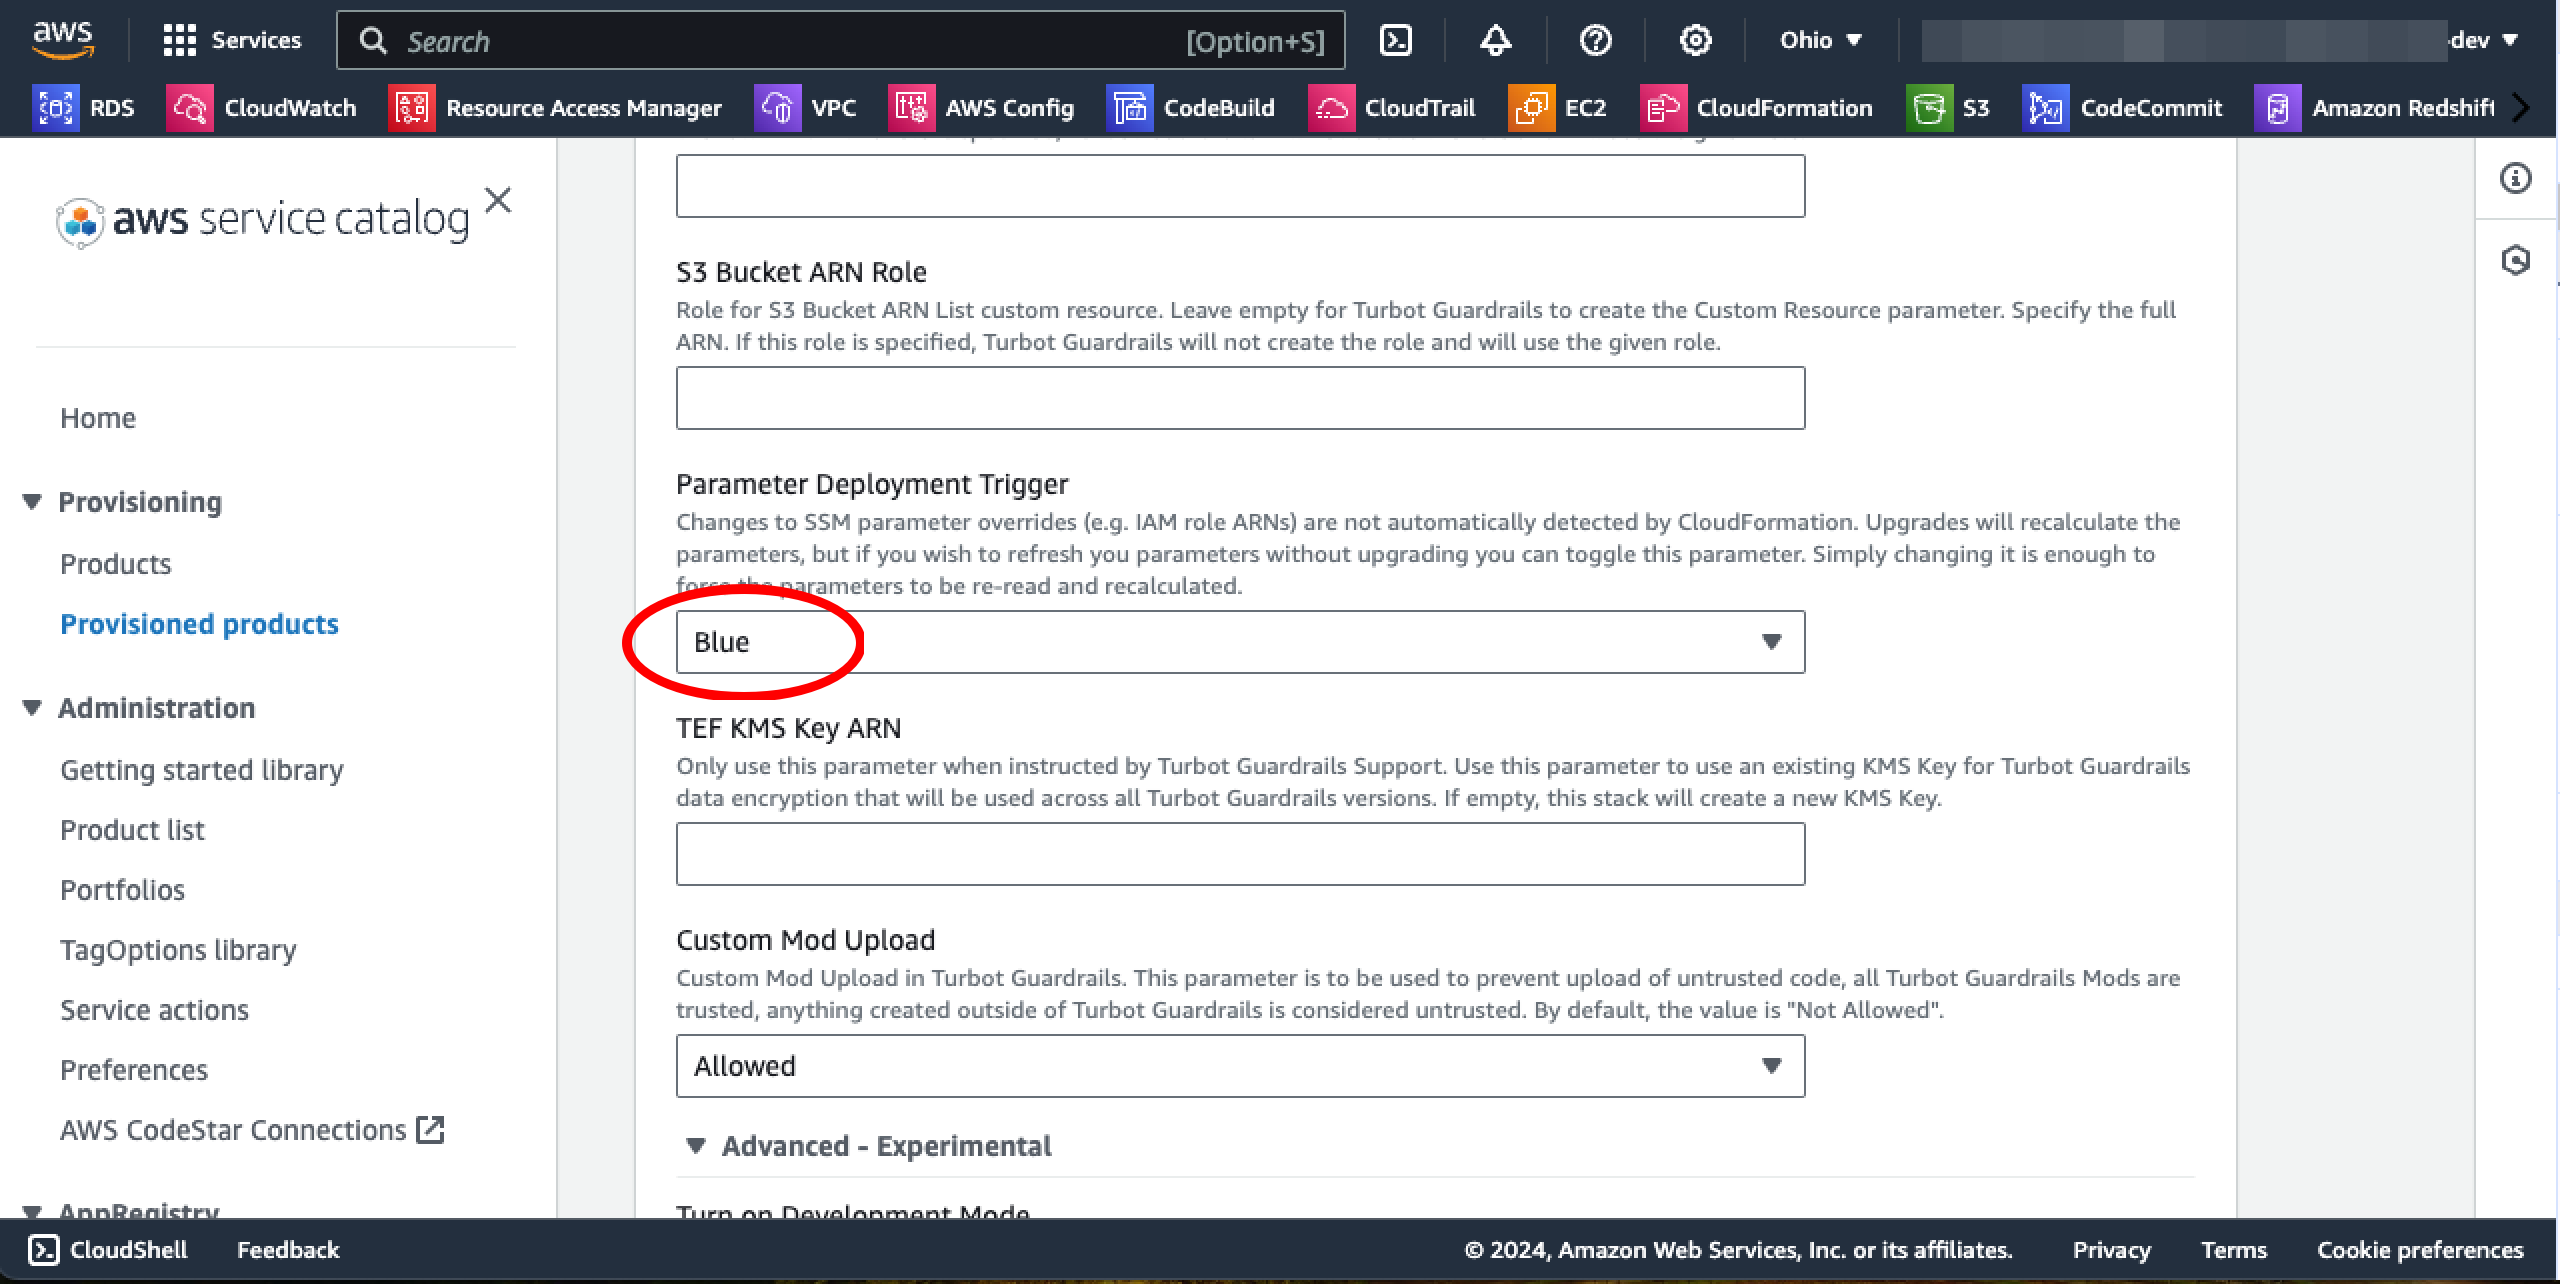 aws
Services
Search
[Option+S]
Ohio
dev
RDS
CloudWatch
Resource Access Manager
VPC
AWS Config
CodeBuild
CloudTrail
EC2
CloudFormation
S3
CodeCommit
Amazon Redshift
aws service catalog
Home
Provisioning
Products
Provisioned products
Administration
Getting started library
Product list
Portfolios
TagOptions library
Service actions
Preferences
AWS CodeStar Connections
AppRegistry
S3 Bucket ARN Role
Role for S3 Bucket ARN List custom resource. Leave empty for Turbot Guardrails to create the Custom Resource parameter. Specify the full
ARN. If this role is specified, Turbot Guardrails will not create the role and will use the given role.
Parameter Deployment Trigger
Changes to SSM parameter overrides (e.g. IAM role ARNs) are not automatically detected by CloudFormation. Upgrades will recalculate the
parameters, but if you wish to refresh you parameters without upgrading you can toggle this parameter. Simply changing it is enough to
force the parameters to be re-read and recalculated.
Blue
TEF KMS Key ARN
Only use this parameter when instructed by Turbot Guardrails Support. Use this parameter to use an existing KMS Key for Turbot Guardrails
data encryption that will be used across all Turbot Guardrails versions. If empty, this stack will create a new KMS Key.
Custom Mod Upload
Custom Mod Upload in Turbot Guardrails. This parameter is to be used to prevent upload of untrusted code, all Turbot Guardrails Mods are
trusted, anything created outside of Turbot Guardrails is considered untrusted. By default, the value is "Not Allowed".
Allowed
Advanced - Experimental
Turn on Development Mode
CloudShell
Feedback
© 2024, Amazon Web Services, Inc. or its affiliates.
Privacy
Terms
Cookie preferences